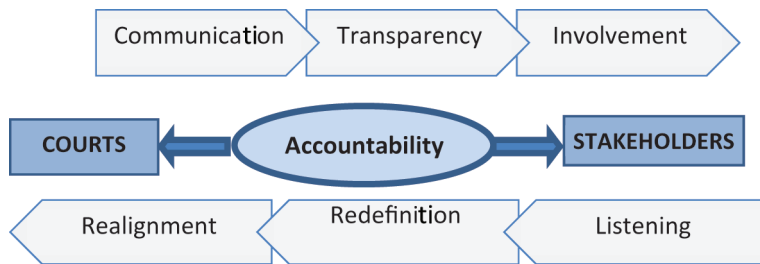 Communication Transparency Involvement
COURTS Accountability STAKEHOLDERS
Realignment Redefinition Listening